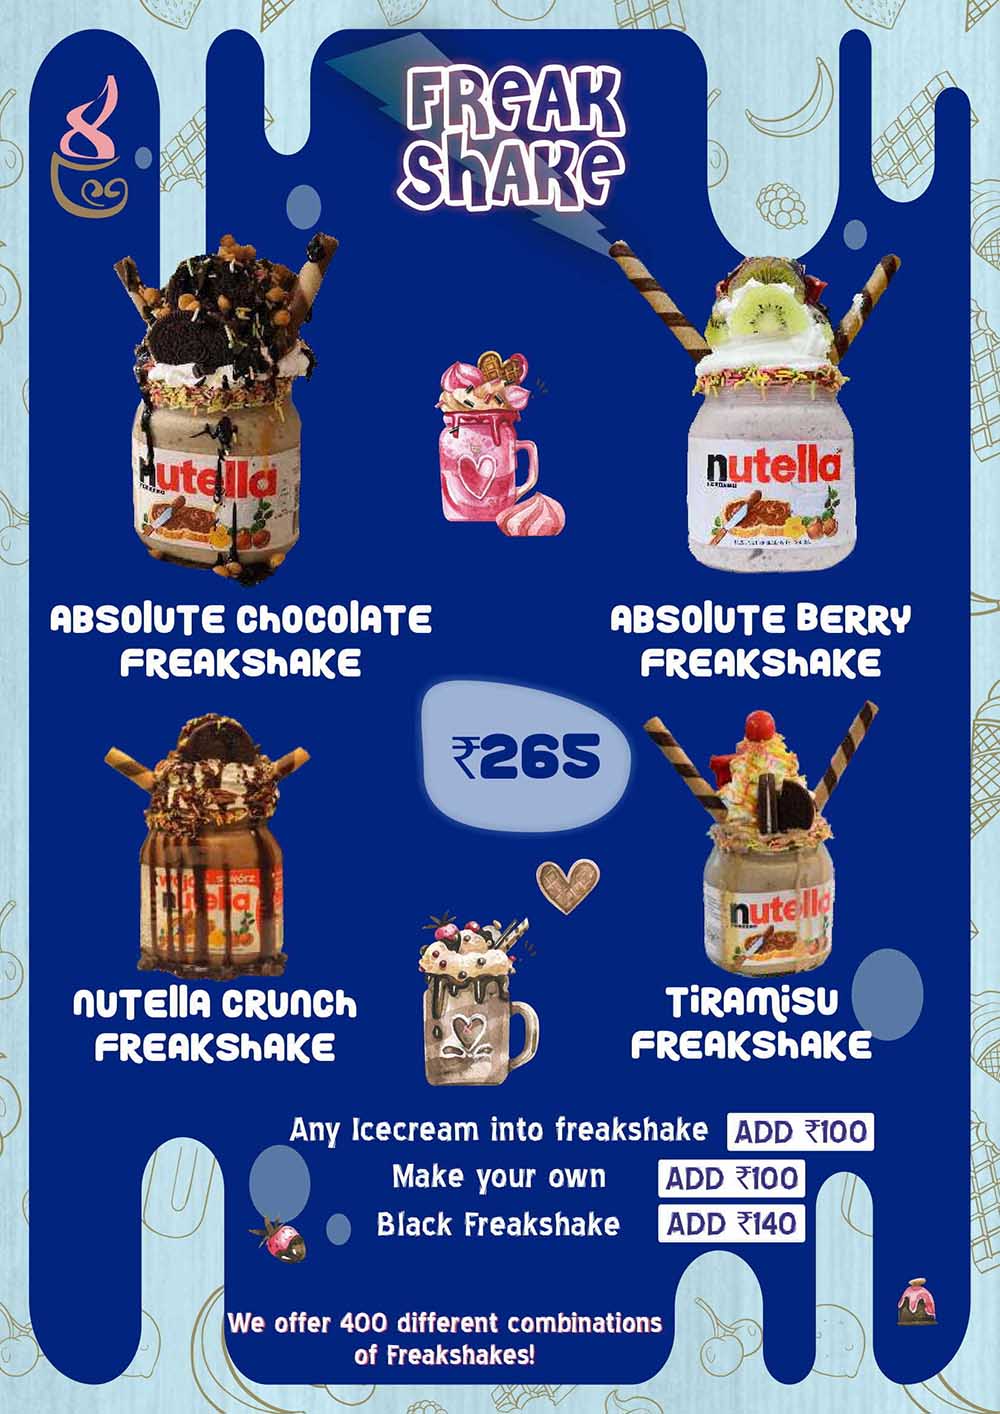 FREAK
SHAKE
nutella
nutella
FERRERO
ABSOLUTE CHOCOLATE
FREAKSHAKE
ABSOLUTE BERRY
FREAKSHAKE
₹265
nutella
nutella
NUTELLA CRUNCH
FREAKSHAKE
TIRAMISU
FREAKSHAKE
Any Icecream into freakshake ADD ₹100
Make your own ADD ₹100
Black Freakshake ADD ₹140
We offer 400 different combinations
of Freakshakes!